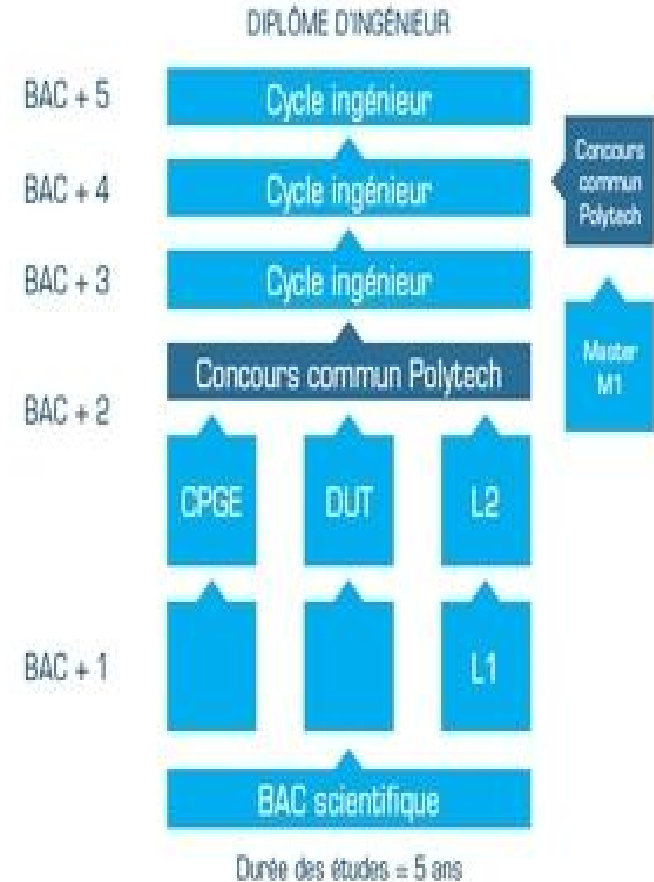 DIPLÔME D'INGÉNIEUR
BAC + 5
Cycle ingénieur
BAC + 4
Cycle ingénieur
Concours
commun
Polytech
BAC + 3
Cycle ingénieur
Concours commun Polytech
Master
M1
BAC + 2
CPGE
DUT
L2
BAC + 1
L1
BAC scientifique
Durée des études = 5 ans